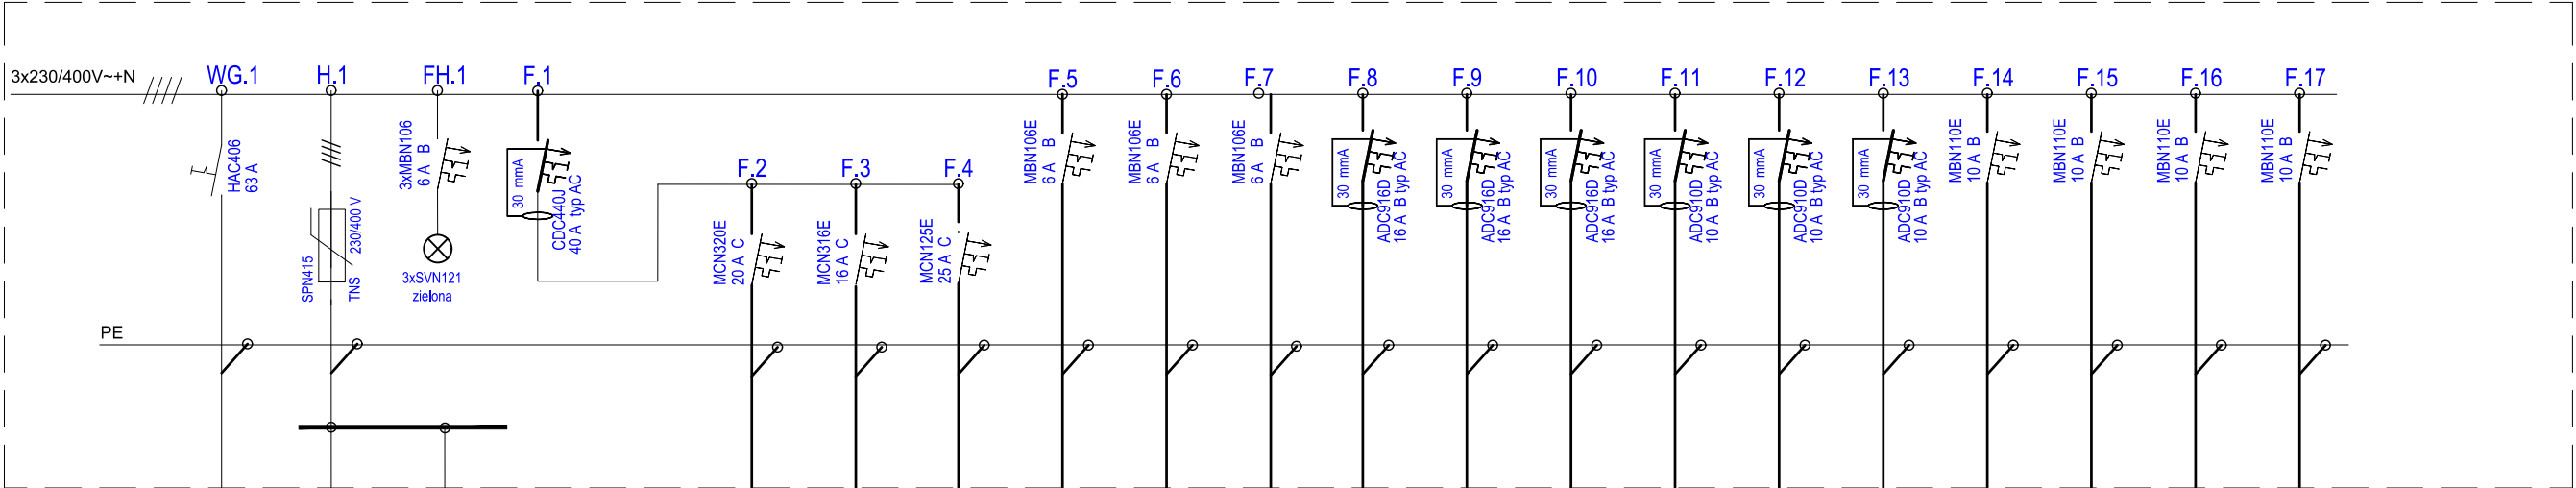 3x230/400V~+N
WG.1
H.1
FH.1
F.1
F.2
F.3
F.4
F.5
F.6
F.7
F.8
F.9
F.10
F.11
F.12
F.13
F.14
F.15
F.16
F.17
HAC406
63 A
SPN415
230/400 V
TNS
3xMBN106
6 A B
3xSVN121
zielona
30 mmA
CDC440J
40 A typ AC
MCN320E
20 A C
MCN316E
16 A C
MCN125E
25 A C
MBN106E
6 A B
MBN106E
6 A B
MBN106E
6 A B
30 mmA
ADC916D
16 A B typ AC
30 mmA
ADC916D
16 A B typ AC
30 mmA
ADC916D
16 A B typ AC
30 mmA
ADC910D
10 A B typ AC
30 mmA
ADC910D
10 A B typ AC
30 mmA
ADC910D
10 A B typ AC
MBN110E
10 A B
MBN110E
10 A B
MBN110E
10 A B
MBN110E
10 A B
PE